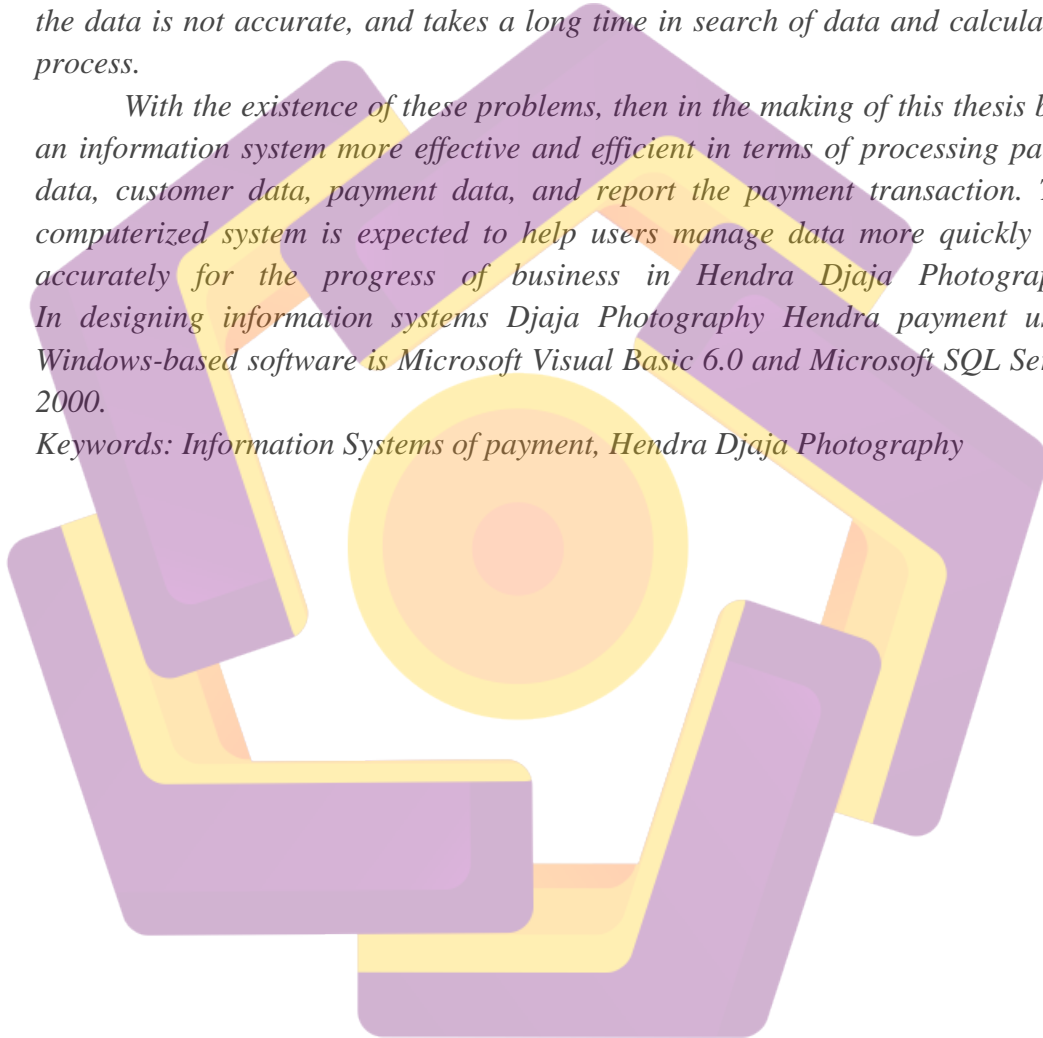 the data is not accurate, and takes a long time in search of data and calcula
process.
With the existence of these problems, then in the making of this thesis b
an information system more effective and efficient in terms of processing pa
data, customer data, payment data, and report the payment transaction. T
computerized system is expected to help users manage data more quickly
accurately for the progress of business in Hendra Djaja Photograp
In designing information systems Djaja Photography Hendra payment u
Windows-based software is Microsoft Visual Basic 6.0 and Microsoft SQL Ser
2000.
Keywords: Information Systems of payment, Hendra Djaja Photography